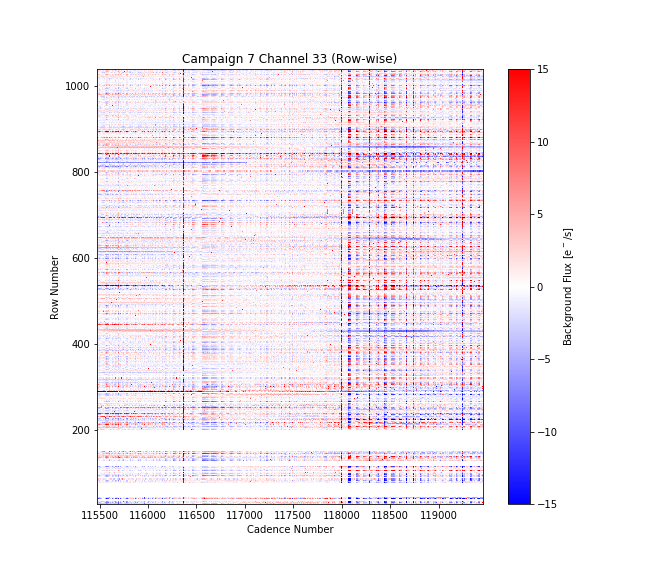 Campaign 7 Channel 33 (Row-wise)
1000
800
600
400
200
Row Number
115500 116000 116500 117000 117500 118000 118500 119000
Cadence Number
15
10
5
0
−5
−10
−15
Background Flux [e⁻/s]